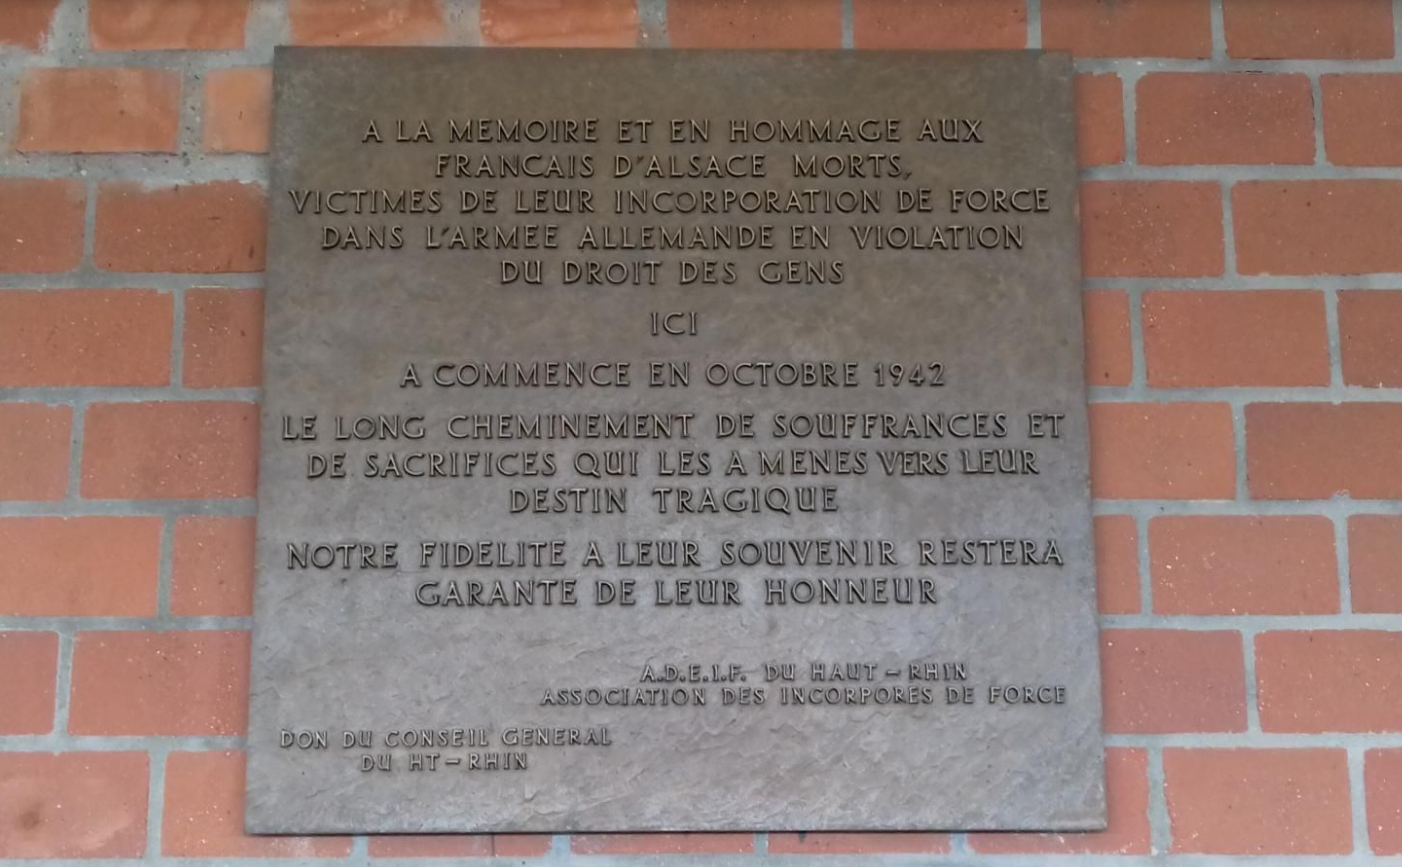 A LA MEMOIRE ET EN HOMMAGE AUX
FRANCAIS D'ALSACE MORTS,
VICTIMES DE LEUR INCORPORATION DE FORCE
DANS L'ARMEE ALLEMANDE EN VIOLATION
DU DROIT DES GENS
ICI
A COMMENCE EN OCTOBRE 1942
LE LONG CHEMINEMENT DE SOUFFRANCES ET
DE SACRIFICES QUI LES A MENES VERS LEUR
DESTIN TRAGIQUE
NOTRE FIDELITE A LEUR SOUVENIR RESTERA
GARANTE DE LEUR HONNEUR
A.D.E.I.F. DU HAUT-RHIN
ASSOCIATION DES INCORPORES DE FORCE
DON DU CONSEIL GENERAL
DU HT-RHIN